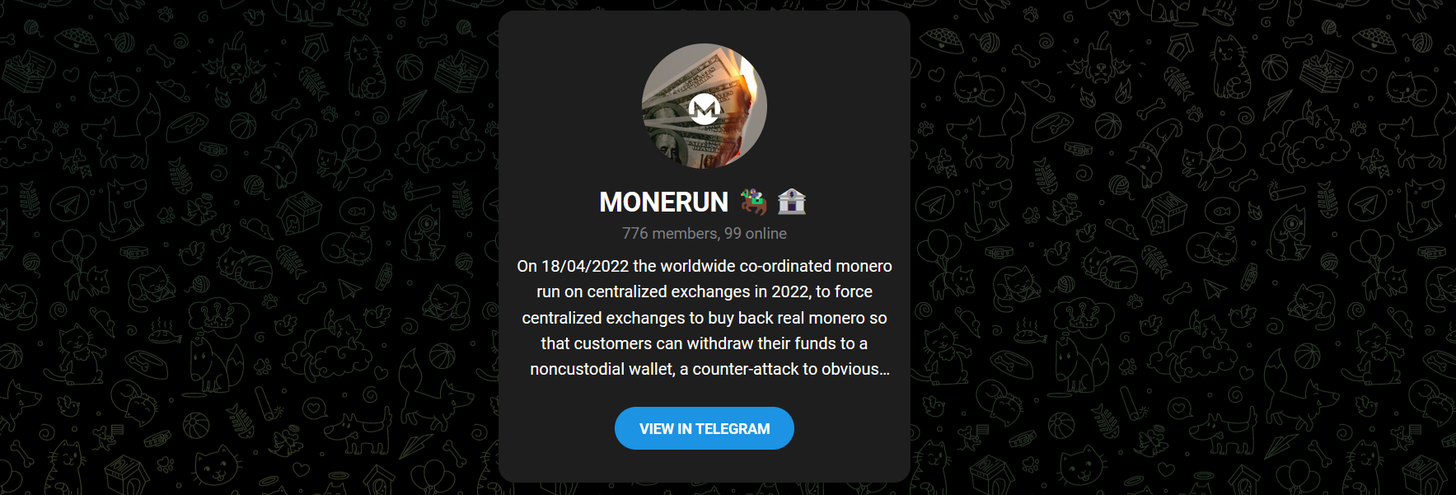 MONERUN 🏇 🏦
776 members, 99 online
On 18/04/2022 the worldwide co-ordinated monero
run on centralized exchanges in 2022, to force
centralized exchanges to buy back real monero so
that customers can withdraw their funds to a
noncustodial wallet, a counter-attack to obvious...
VIEW IN TELEGRAM